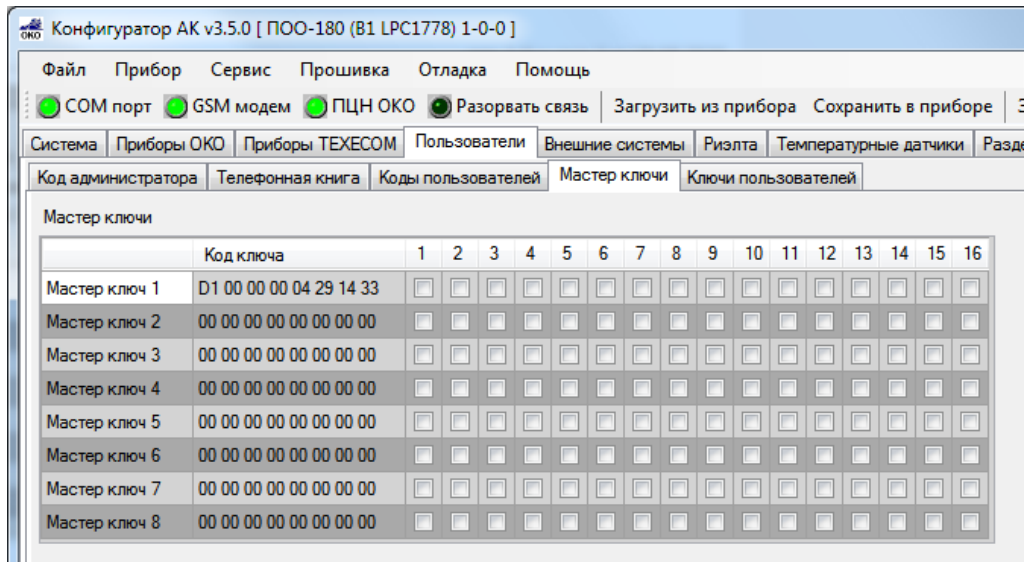 Конфигуратор АК v3.5.0 [ ПОО-180 (B1 LPC1778) 1-0-0 ]
Файл Прибор Сервис Прошивка Отладка Помощь
COM порт GSM модем ПЦН ОКО Разорвать связь Загрузить из прибора Сохранить в приборе
Система Приборы ОКО Приборы TEXECOM Пользователи Внешние системы Риэлта Температурные датчики Разде
Код администратора Телефонная книга Коды пользователей Мастер ключи Ключи пользователей
Мастер ключи
Код ключа 1 2 3 4 5 6 7 8 9 10 11 12 13 14 15 16
Мастер ключ 1 D1 00 00 00 04 29 14 33
Мастер ключ 2 00 00 00 00 00 00 00 00
Мастер ключ 3 00 00 00 00 00 00 00 00
Мастер ключ 4 00 00 00 00 00 00 00 00
Мастер ключ 5 00 00 00 00 00 00 00 00
Мастер ключ 6 00 00 00 00 00 00 00 00
Мастер ключ 7 00 00 00 00 00 00 00 00
Мастер ключ 8 00 00 00 00 00 00 00 00